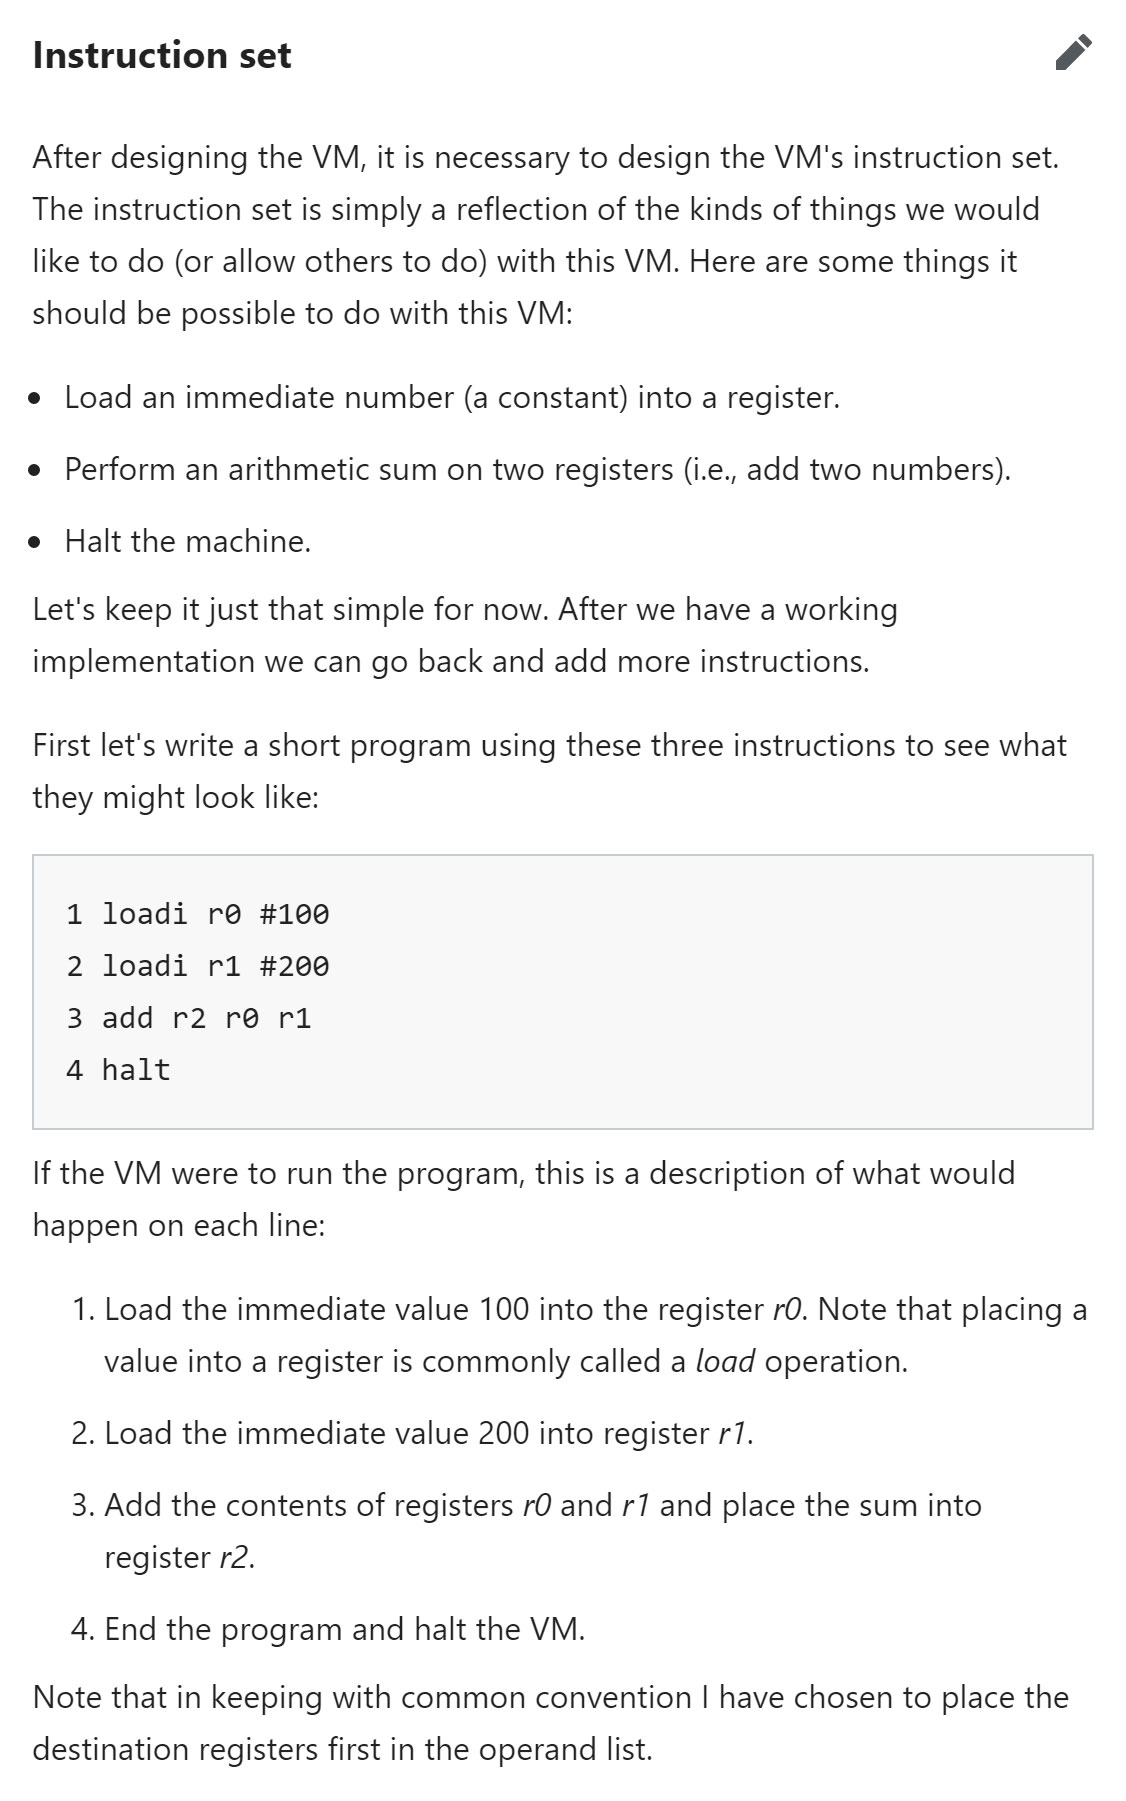 Instruction set
After designing the VM, it is necessary to design the VM's instruction set.
The instruction set is simply a reflection of the kinds of things we would
like to do (or allow others to do) with this VM. Here are some things it
should be possible to do with this VM:
• Load an immediate number (a constant) into a register.
• Perform an arithmetic sum on two registers (i.e., add two numbers).
• Halt the machine.
Let's keep it just that simple for now. After we have a working
implementation we can go back and add more instructions.
First let's write a short program using these three instructions to see what
they might look like:
1 loadi r0 #100
2 loadi r1 #200
3 add r2 r0 r1
4 halt
If the VM were to run the program, this is a description of what would
happen on each line:
1. Load the immediate value 100 into the register r0. Note that placing a
value into a register is commonly called a load operation.
2. Load the immediate value 200 into register r1.
3. Add the contents of registers r0 and r1 and place the sum into
register r2.
4. End the program and halt the VM.
Note that in keeping with common convention I have chosen to place the
destination registers first in the operand list.